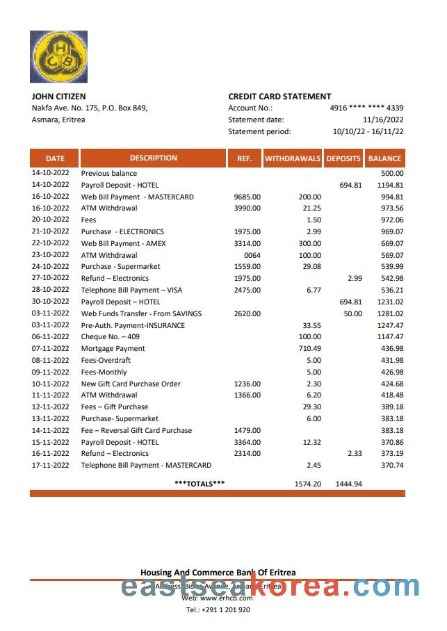 HCB
JOHN CITIZEN
Nakfa Ave. No. 175, P.O. Box 849,
Asmara, Eritrea
CREDIT CARD STATEMENT
Account No.: 4916 **** **** 4339
Statement date: 11/16/2022
Statement period: 10/10/22 - 16/11/22
DATE DESCRIPTION REF. WITHDRAWALS DEPOSITS BALANCE
14-10-2022 Previous balance 500.00
14-10-2022 Payroll Deposit - HOTEL 694.81 1194.81
16-10-2022 Web Bill Payment - MASTERCARD 9685.00 200.00 994.81
16-10-2022 ATM Withdrawal 3990.00 21.25 973.56
20-10-2022 Fees 1.50 972.06
21-10-2022 Purchase - ELECTRONICS 1975.00 2.99 969.07
22-10-2022 Web Bill Payment - AMEX 3314.00 300.00 669.07
23-10-2022 ATM Withdrawal 0064 100.00 569.07
24-10-2022 Purchase - Supermarket 1559.00 29.08 539.99
27-10-2022 Refund – Electronics 1975.00 2.99 542.98
28-10-2022 Telephone Bill Payment – VISA 2475.00 6.77 536.21
30-10-2022 Payroll Deposit – HOTEL 694.81 1231.02
03-11-2022 Web Funds Transfer - From SAVINGS 2620.00 50.00 1281.02
03-11-2022 Pre-Auth. Payment-INSURANCE 33.55 1247.47
06-11-2022 Cheque No. – 409 100.00 1147.47
07-11-2022 Mortgage Payment 710.49 436.98
08-11-2022 Fees-Overdraft 5.00 431.98
09-11-2022 Fees-Monthly 5.00 426.98
10-11-2022 New Gift Card Purchase Order 1236.00 2.30 424.68
11-11-2022 ATM Withdrawal 1366.00 6.20 418.48
12-11-2022 Fees – Gift Purchase 29.30 389.18
13-11-2022 Purchase- Supermarket 6.00 383.18
14-11-2022 Fee – Reversal Gift Card Purchase 1479.00 383.18
15-11-2022 Payroll Deposit - HOTEL 3364.00 12.32 370.86
16-11-2022 Refund – Electronics 2314.00 2.33 373.19
17-11-2022 Telephone Bill Payment - MASTERCARD 2.45 370.74
***TOTALS*** 1574.20 1444.94
Housing And Commerce Bank Of Eritrea
eastseakorea.com
Web: www.erhcb.com
Tel.: +291 1 201 920